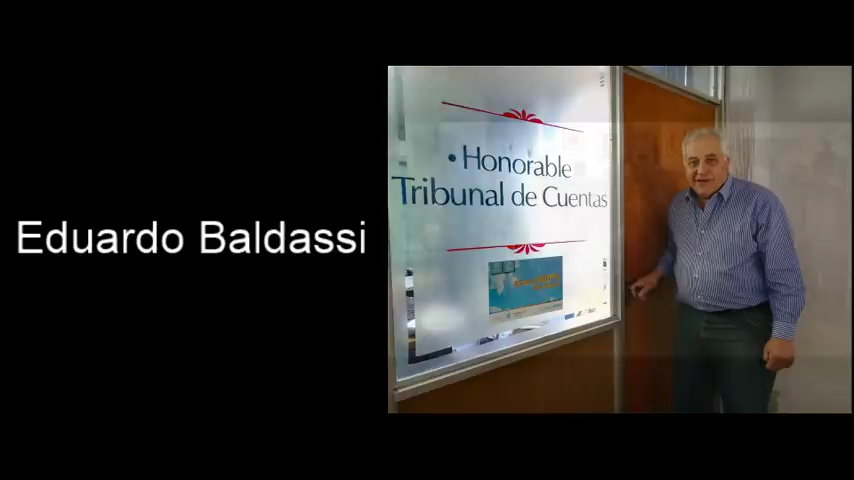 Eduardo Baldassi
• Honorable
Tribunal de Cuentas